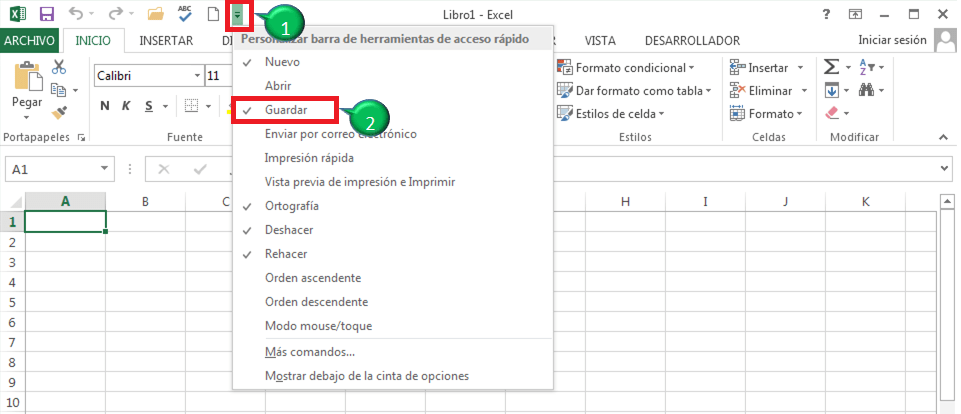 Libro1 - Excel
?
1
ARCHIVO INICIO INSERTAR VISTA DESARROLLADOR Iniciar sesión
Personalizar barra de herramientas de acceso rápido
Nuevo
Abrir
Guardar
2
Enviar por correo electrónico
Impresión rápida
Vista previa de impresión e Imprimir
Ortografía
Deshacer
Rehacer
Orden ascendente
Orden descendente
Modo mouse/toque
Más comandos...
Mostrar debajo de la cinta de opciones
Pegar
Portapapeles
Calibri 11
N K S
Fuente
Formato condicional
Dar formato como tabla
Estilos de celda
Estilos
Insertar
Eliminar
Formato
Celdas
Modificar
A1
A B C H I J K
1
2
3
4
5
6
7
8
9
10